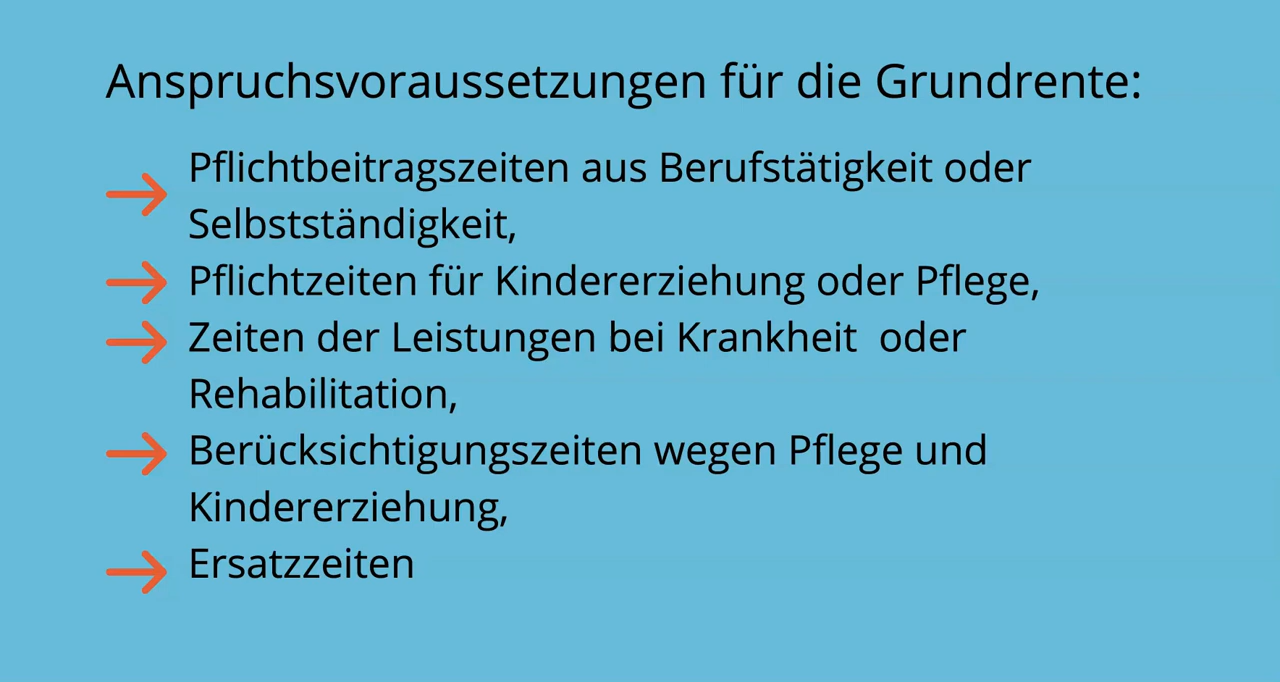 Anspruchsvoraussetzungen für die Grundrente:
Pflichtbeitragszeiten aus Berufstätigkeit oder
Selbstständigkeit,
Pflichtzeiten für Kindererziehung oder Pflege,
Zeiten der Leistungen bei Krankheit  oder
Rehabilitation,
Berücksichtigungszeiten wegen Pflege und
Kindererziehung,
Ersatzzeiten